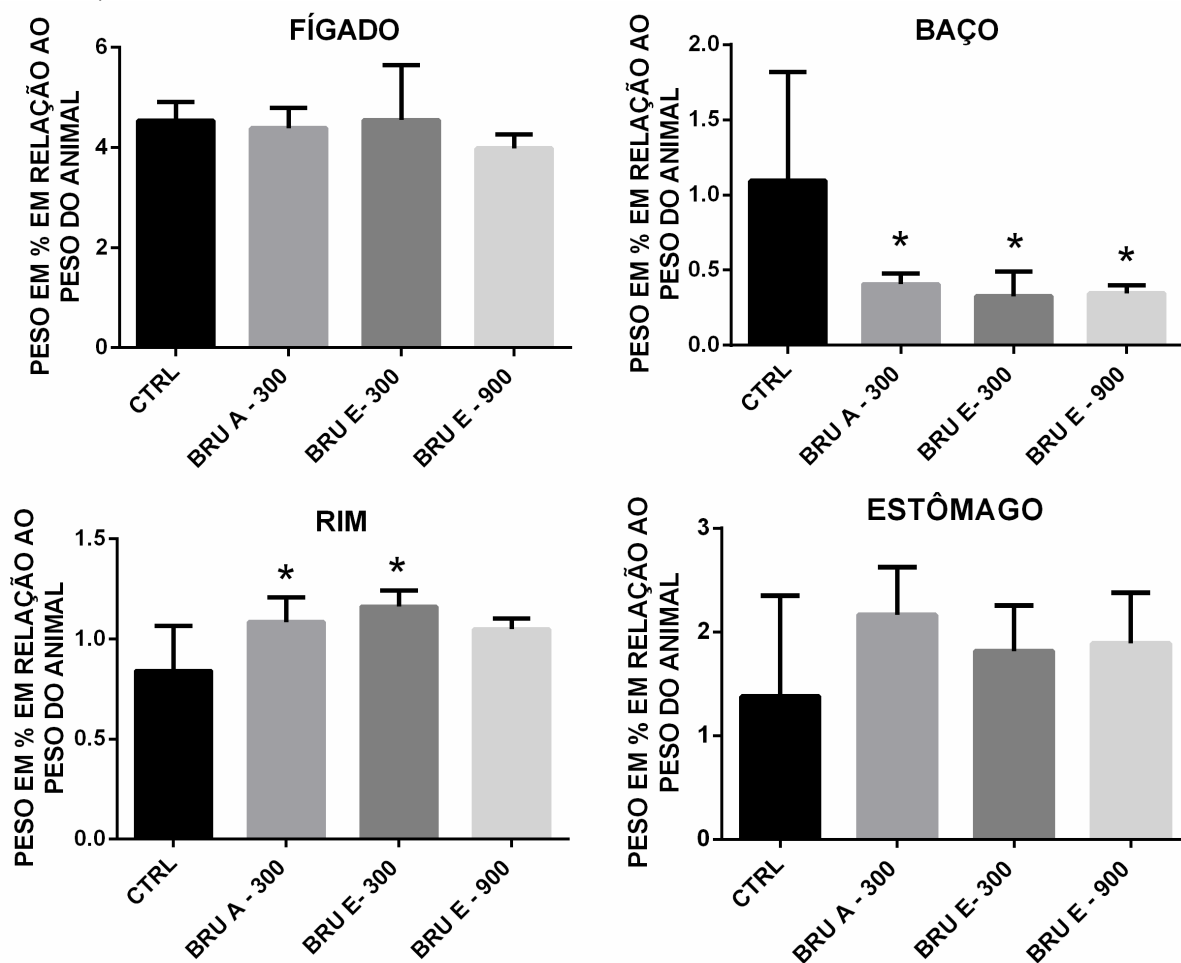 FÍGADO
PESO EM % EM RELAÇÃO AO
PESO DO ANIMAL
6
4
2
0
CTRL
BRU A - 300
BRU E- 300
BRU E - 900
BAÇO
PESO EM % EM RELAÇÃO AO
PESO DO ANIMAL
2.0
1.5
1.0
0.5
0.0
*
*
*
CTRL
BRU A - 300
BRU E- 300
BRU E - 900
RIM
PESO EM % EM RELAÇÃO AO
PESO DO ANIMAL
1.5
1.0
0.5
0.0
*
*
CTRL
BRU A - 300
BRU E- 300
BRU E - 900
ESTÔMAGO
PESO EM % EM RELAÇÃO AO
PESO DO ANIMAL
3
2
1
0
CTRL
BRU A - 300
BRU E- 300
BRU E - 900